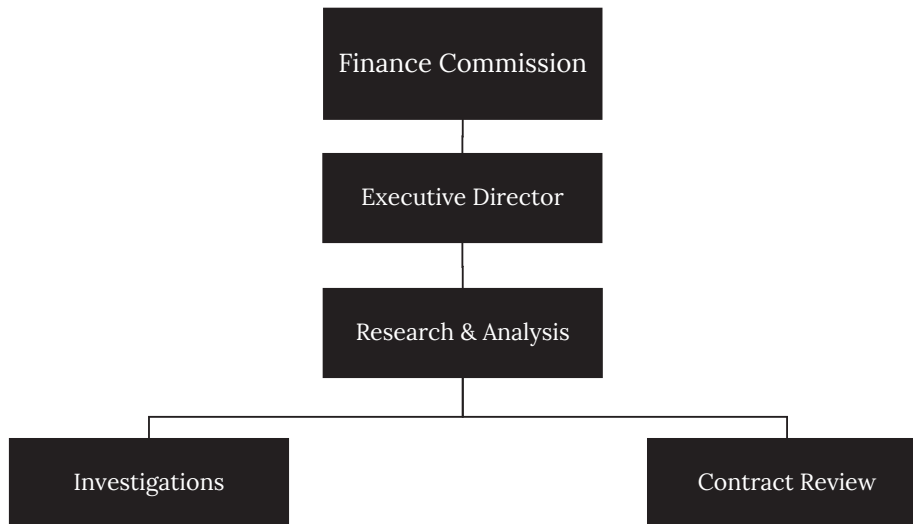 Finance Commission
Executive Director
Research & Analysis
Investigations
Contract Review